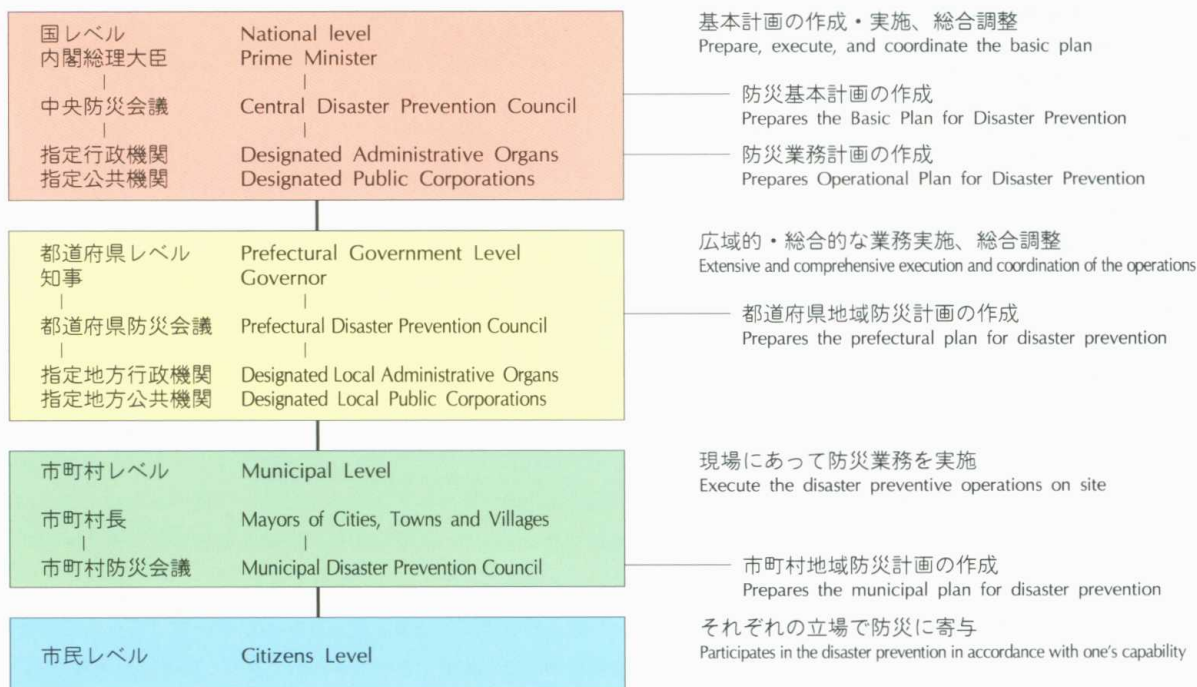 国レベル National level
内閣総理大臣 Prime Minister
中央防災会議 Central Disaster Prevention Council
指定行政機関 Designated Administrative Organs
指定公共機関 Designated Public Corporations
基本計画の作成・実施、総合調整
Prepare, execute, and coordinate the basic plan
防災基本計画の作成
Prepares the Basic Plan for Disaster Prevention
防災業務計画の作成
Prepares Operational Plan for Disaster Prevention
都道府県レベル Prefectural Government Level
知事 Governor
都道府県防災会議 Prefectural Disaster Prevention Council
指定地方行政機関 Designated Local Administrative Organs
指定地方公共機関 Designated Local Public Corporations
広域的・総合的な業務実施、総合調整
Extensive and comprehensive execution and coordination of the operations
都道府県地域防災計画の作成
Prepares the prefectural plan for disaster prevention
市町村レベル Municipal Level
市町村長 Mayors of Cities, Towns and Villages
市町村防災会議 Municipal Disaster Prevention Council
現場にあって防災業務を実施
Execute the disaster preventive operations on site
市町村地域防災計画の作成
Prepares the municipal plan for disaster prevention
市民レベル Citizens Level
それぞれの立場で防災に寄与
Participates in the disaster prevention in accordance with one's capability